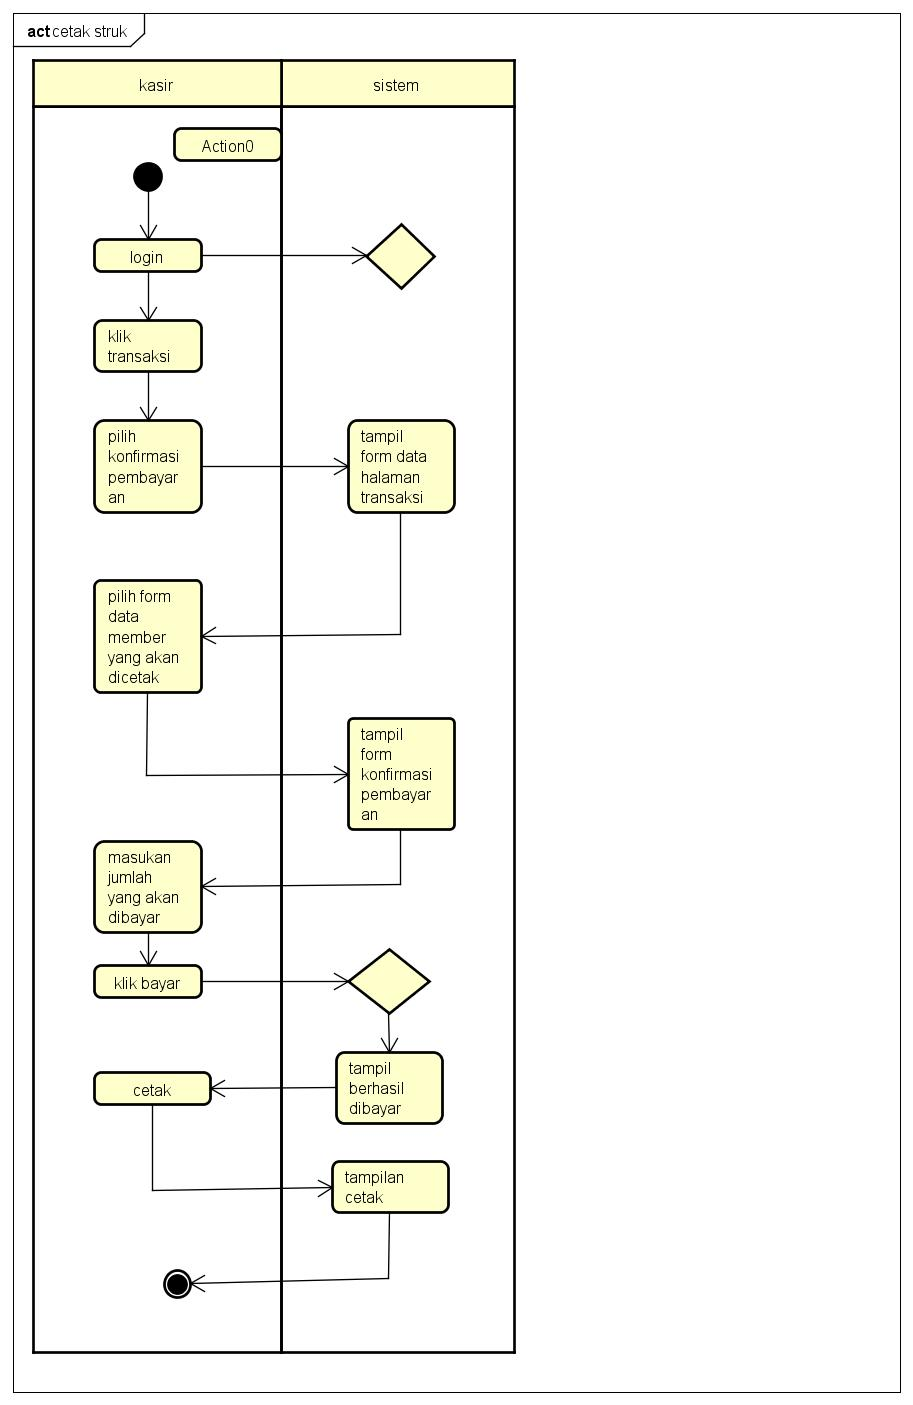 act cetak struk
kasir
sistem
Action0
login
klik
transaksi
pilih
konfirmasi
pembayar
an
tampil
form data
halaman
transaksi
pilih form
data
member
yang akan
dicetak
tampil
form
konfirmasi
pembayar
an
masukan
jumlah
yang akan
dibayar
klik bayar
tampil
berhasil
dibayar
cetak
tampilan
cetak